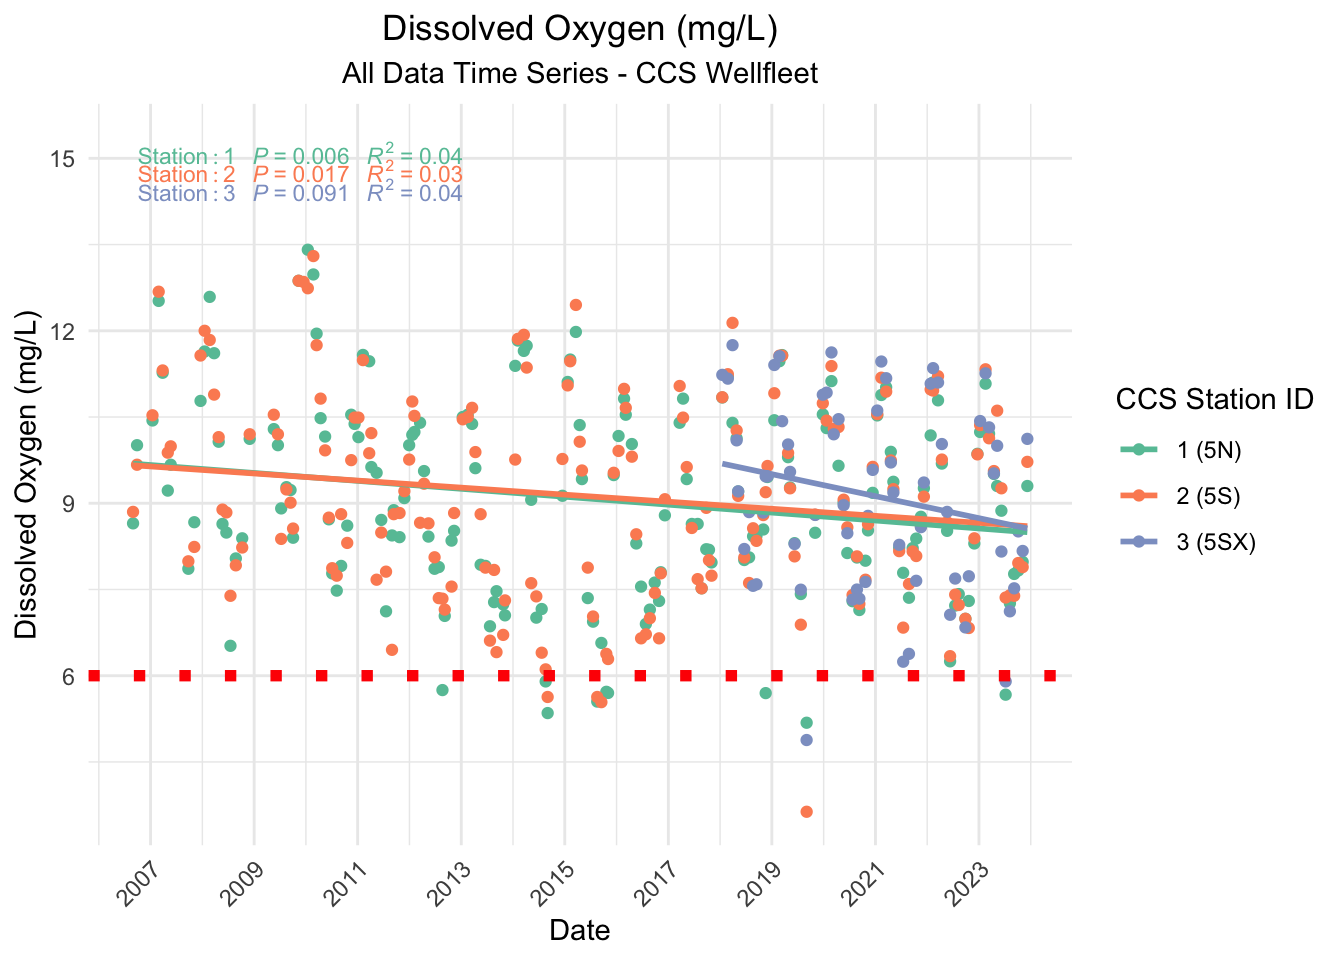 Dissolved Oxygen (mg/L)
All Data Time Series - CCS Wellfleet
Station : 1 P = 0.006 R² = 0.04
Station : 2 P = 0.017 R² = 0.03
Station : 3 P = 0.091 R² = 0.04
15
12
9
6
Dissolved Oxygen (mg/L)
2007 2009 2011 2013 2015 2017 2019 2021 2023
Date
CCS Station ID
1 (5N)
2 (5S)
3 (5SX)